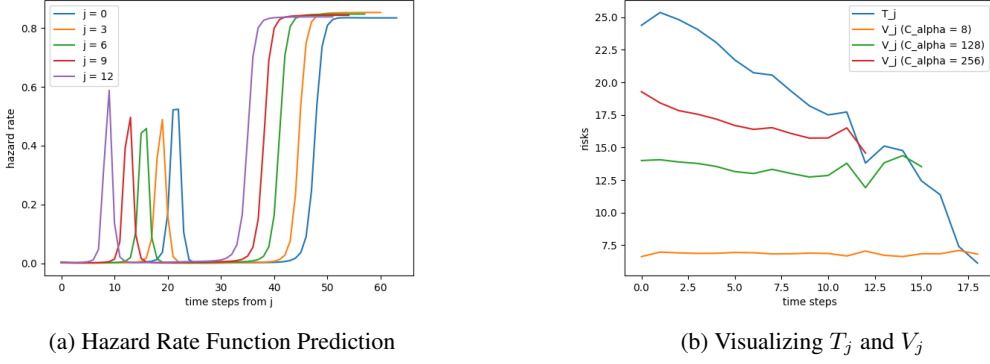 hazard rate
0.8
0.6
0.4
0.2
0.0
j = 0
j = 3
j = 6
j = 9
j = 12
0 10 20 30 40 50 60
time steps from j
(a) Hazard Rate Function Prediction
risks
25.0
22.5
20.0
17.5
15.0
12.5
10.0
7.5
T_j
V_j (C_alpha = 8)
V_j (C_alpha = 128)
V_j (C_alpha = 256)
0.0 2.5 5.0 7.5 10.0 12.5 15.0 17.5
time steps
(b) Visualizing T_j and V_j